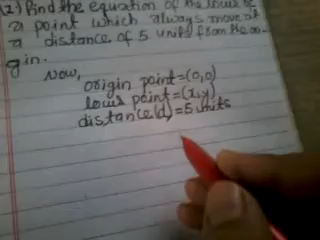 (2) Find the equation of the locus of
a point which always move at
a distance of 5 units from the o-
gin.
Now,
origin point = (0,0)
locus point = (x,y)
distance (d) = 5 units